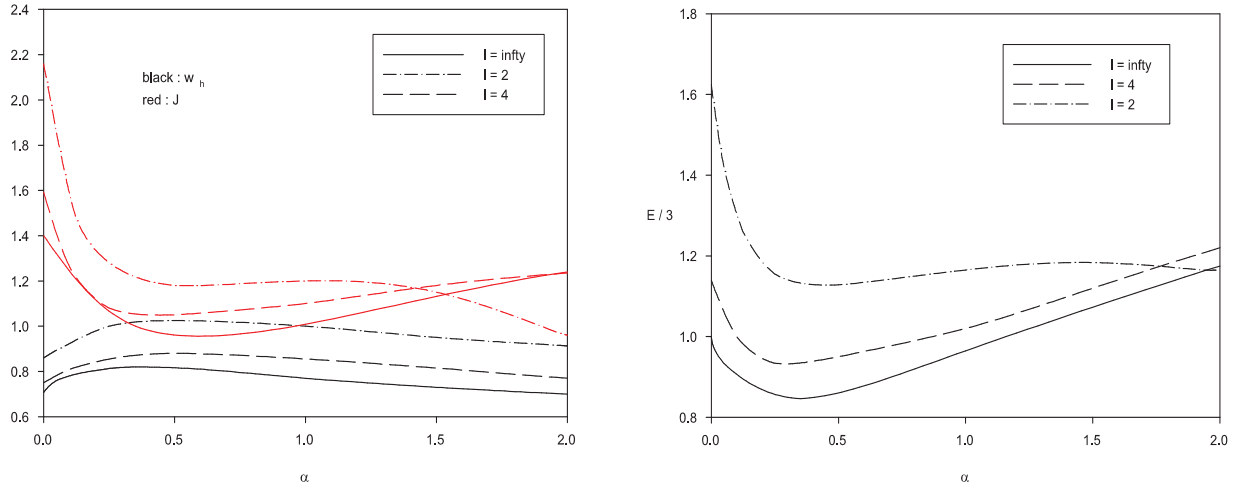 2.4
2.2
2.0
1.8
1.6
1.4
1.2
1.0
0.8
0.6
0.0
0.5
1.0
1.5
2.0
α
black : w h
red : J
l = infty
l = 2
l = 4
1.8
1.6
1.4
1.2
1.0
0.8
E / 3
0.0
0.5
1.0
1.5
2.0
α
l = infty
l = 4
l = 2